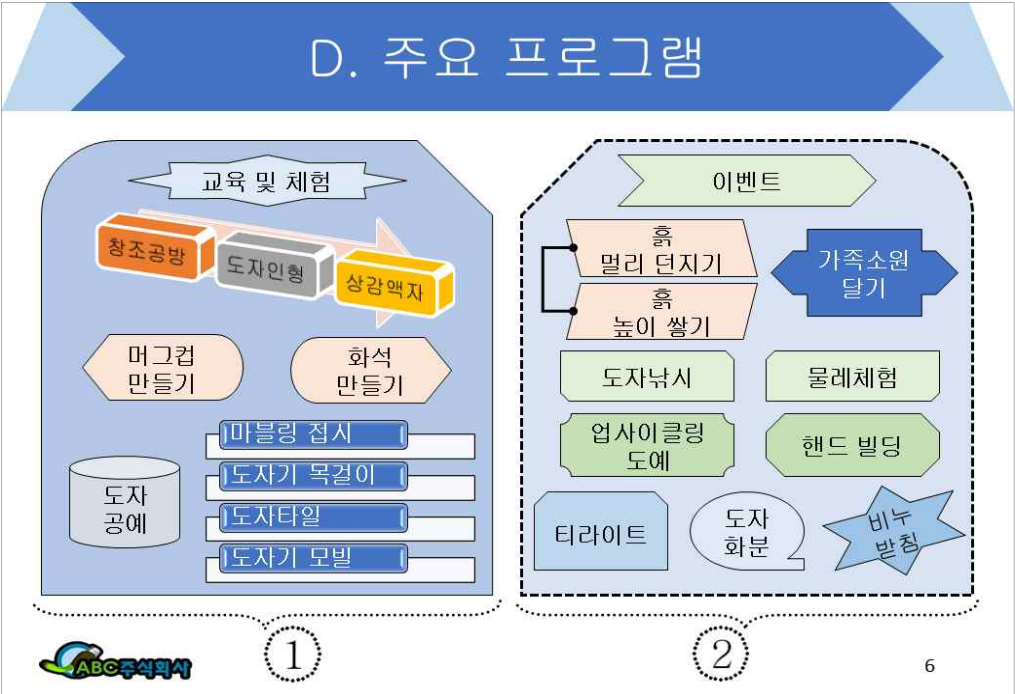 D. 주요 프로그램
교육 및 체험
창조공방
도자인형
상감액자
머그컵
만들기
화석
만들기
도자
공예
마블링 접시
도자기 목걸이
도자타일
도자기 모빌
①
이벤트
흙
멀리 던지기
흙
높이 쌓기
가족소원
달기
도자낚시
물레체험
업사이클링
도예
핸드 빌딩
티라이트
도자
화분
비누
받침
②
ABC주식회사
6